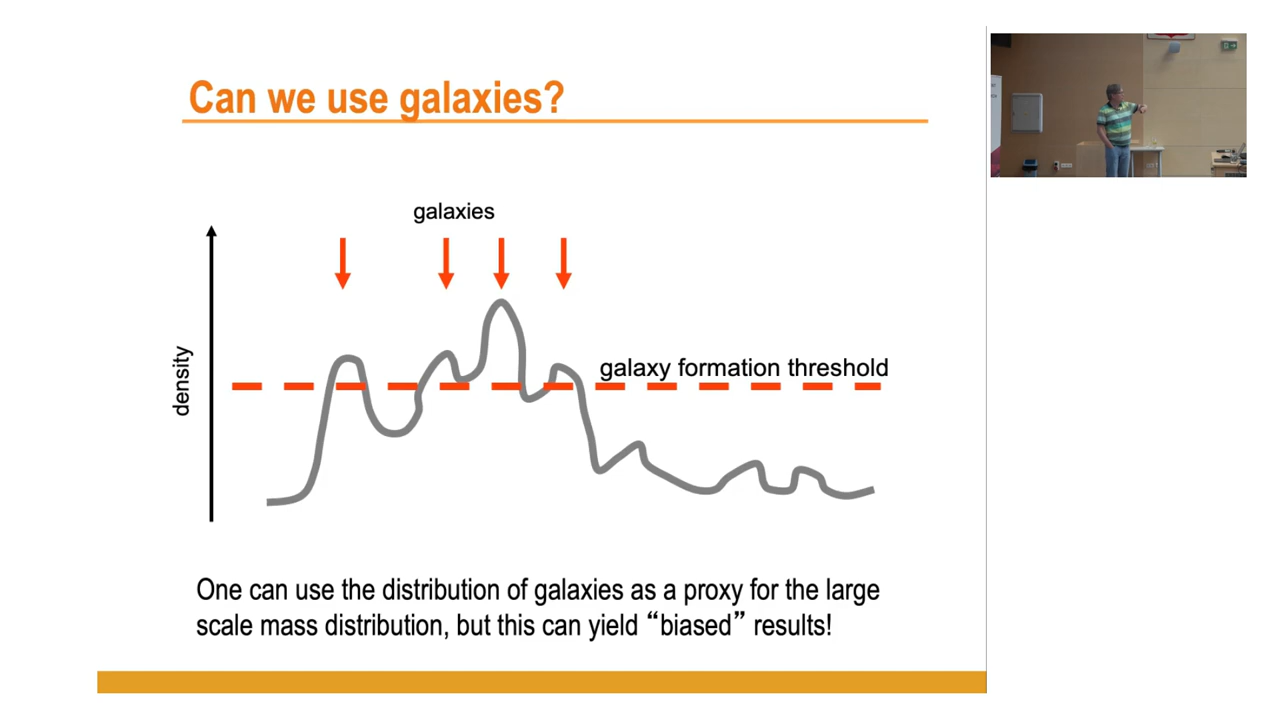 Can we use galaxies?
galaxies
density
galaxy formation threshold
One can use the distribution of galaxies as a proxy for the large
scale mass distribution, but this can yield “biased” results!